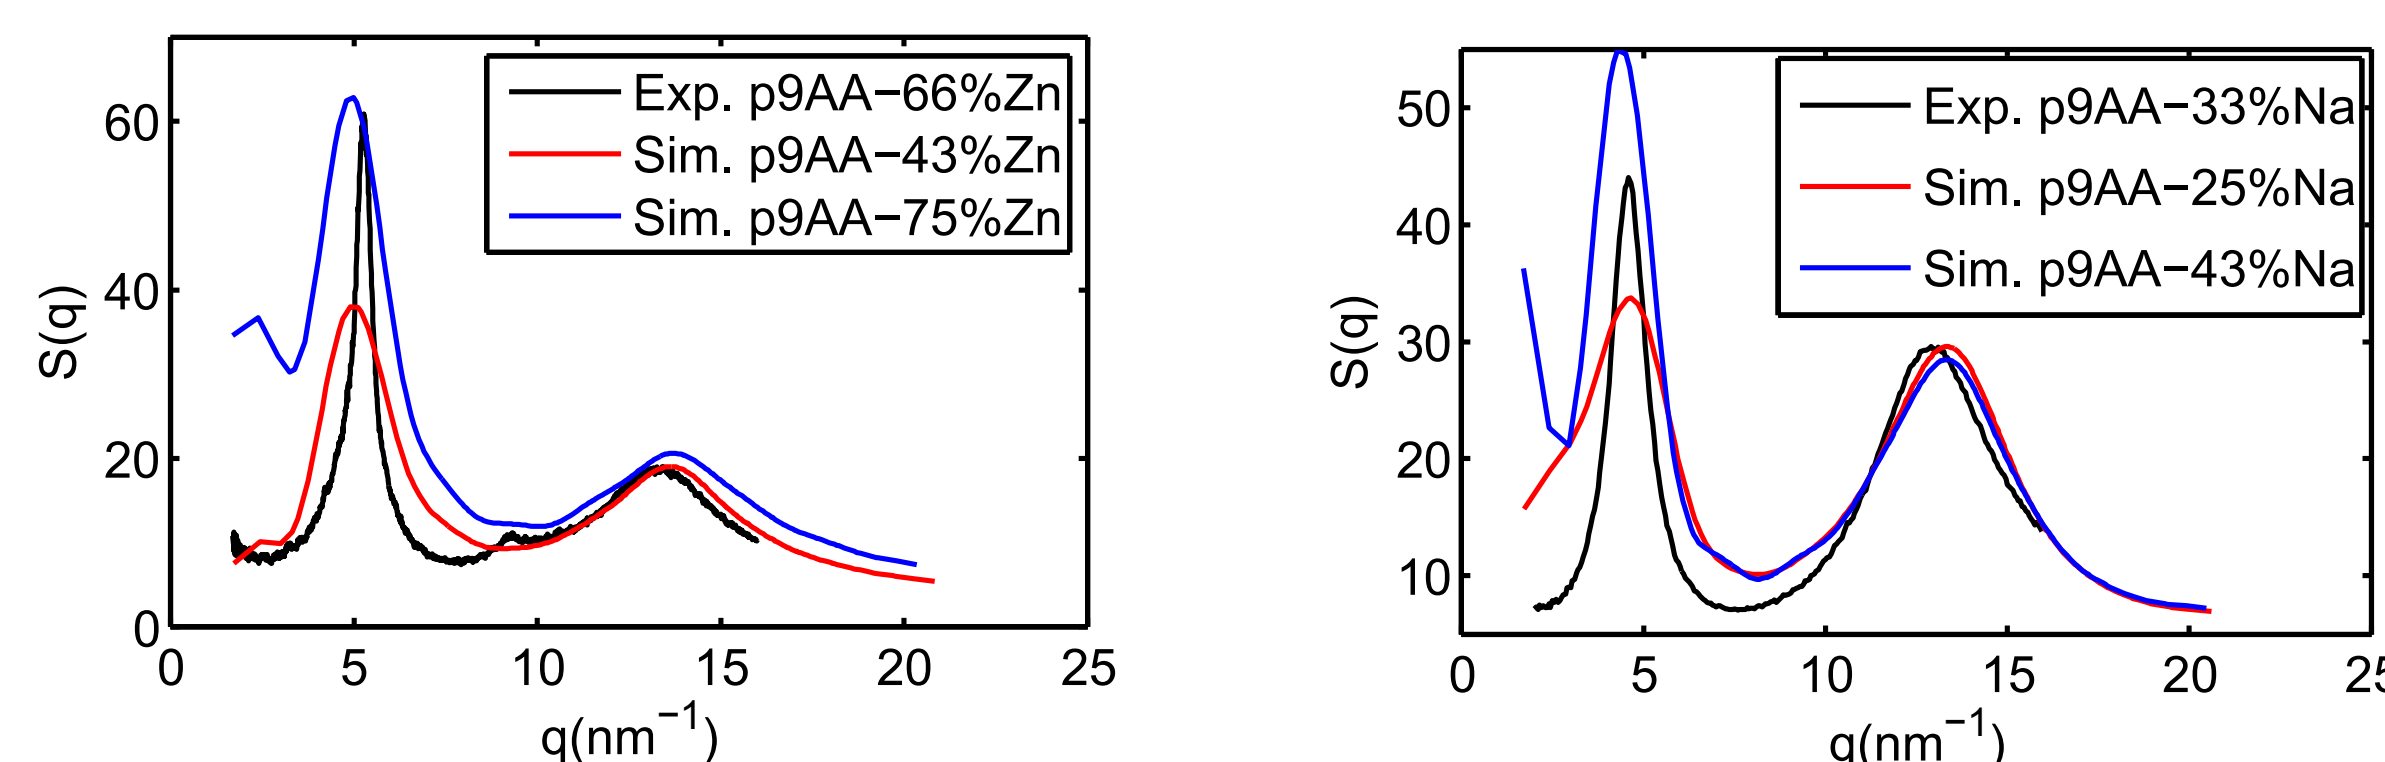 Exp. p9AA−66%Zn
Sim. p9AA−43%Zn
Sim. p9AA−75%Zn
60
40
20
0
S(q)
0 5 10 15 20 25
q(nm⁻¹)
Exp. p9AA−33%Na
Sim. p9AA−25%Na
Sim. p9AA−43%Na
50
40
30
20
10
S(q)
0 5 10 15 20 25
q(nm⁻¹)